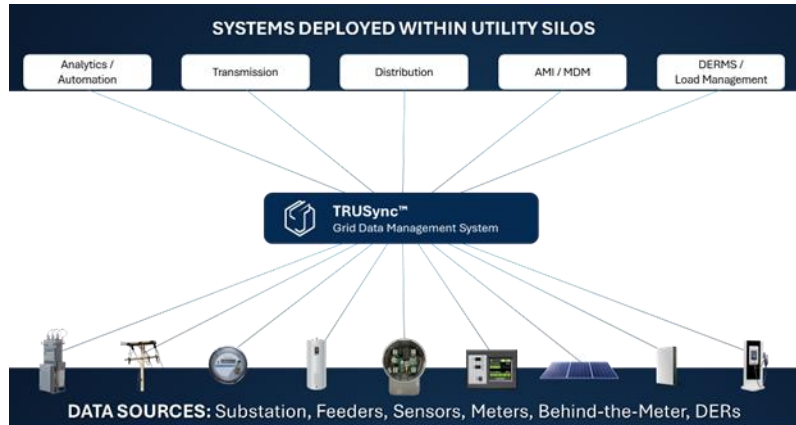 SYSTEMS DEPLOYED WITHIN UTILITY SILOS
Analytics /
Automation
Transmission
Distribution
AMI / MDM
DERMS /
Load Management
TRUSync™
Grid Data Management System
DATA SOURCES: Substation, Feeders, Sensors, Meters, Behind-the-Meter, DERs